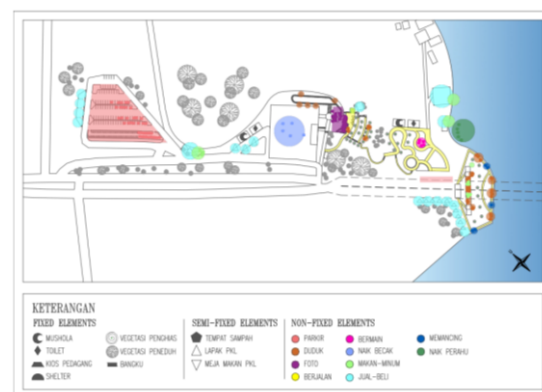 KETERANGAN
FIXED ELEMENTS
MUSHOLA
TOILET
KIOS PEDAGANG
SHELTER
VEGETASI PENGHIAS
VEGETASI PENEDUH
BANGKU
SEMI-FIXED ELEMENTS
TEMPAT SAMPAH
LAPAK PKL
MEJA MAKAN PKL
NON-FIXED ELEMENTS
PARKIR
DUDUK
FOTO
BERJALAN
BERMAIN
NAIK BECAK
MAKAN-MINUM
JUAL-BELI
MEMANCING
NAIK PERAHU